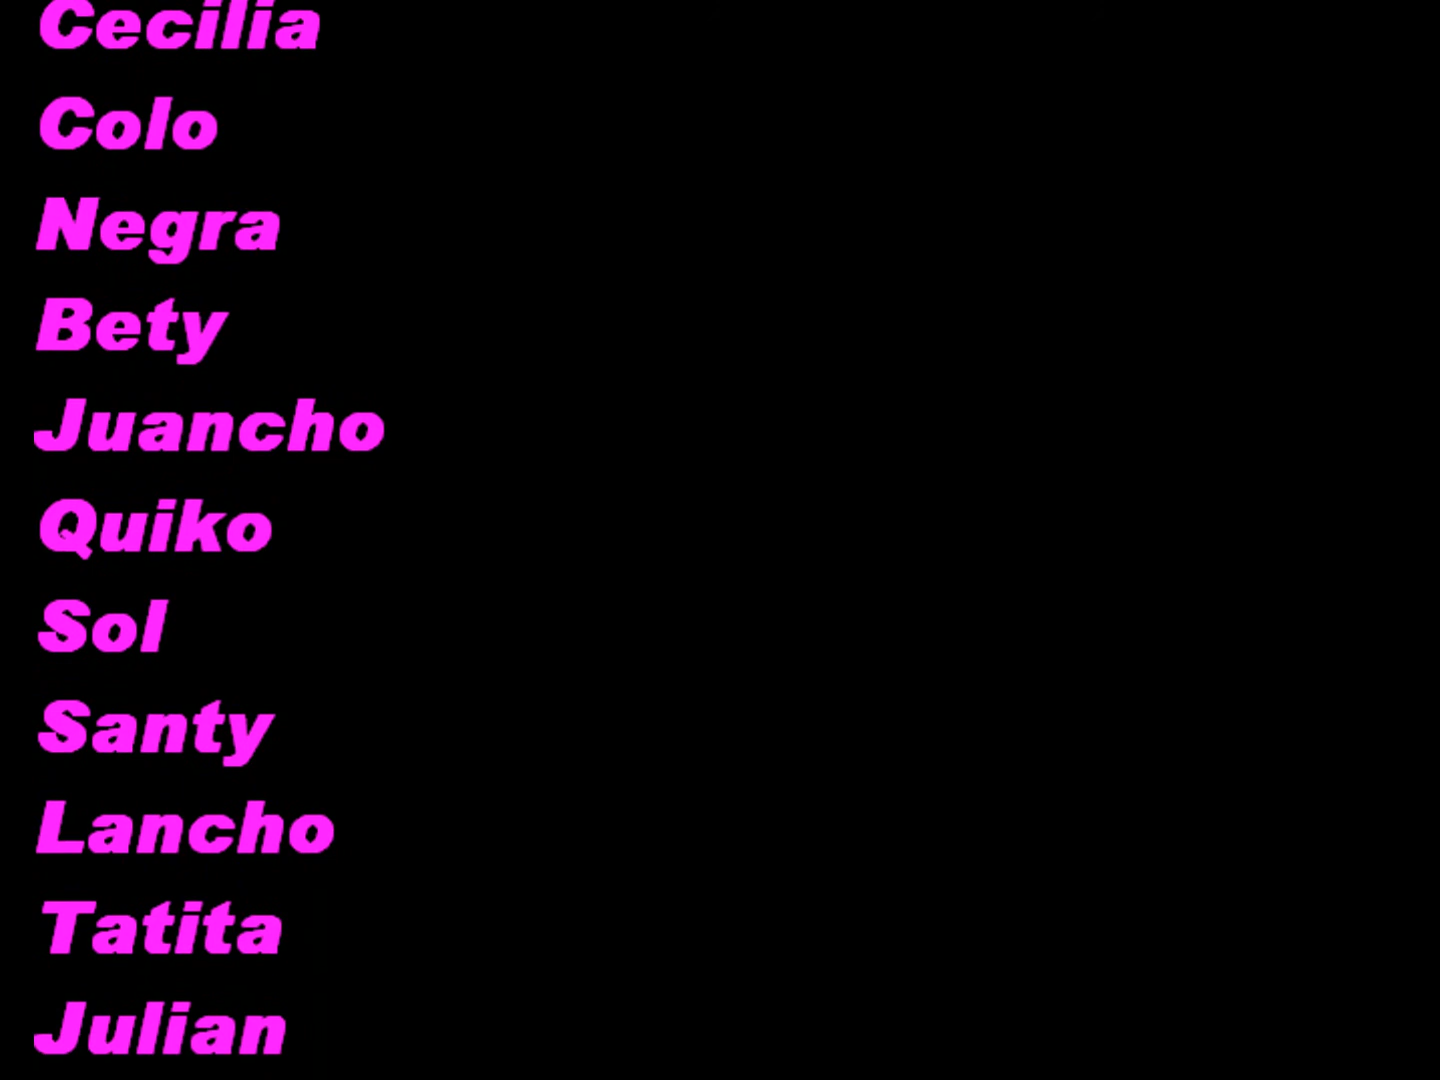 Cecilia
Colo
Negra
Bety
Juancho
Quiko
Sol
Santy
Lancho
Tatita
Julian